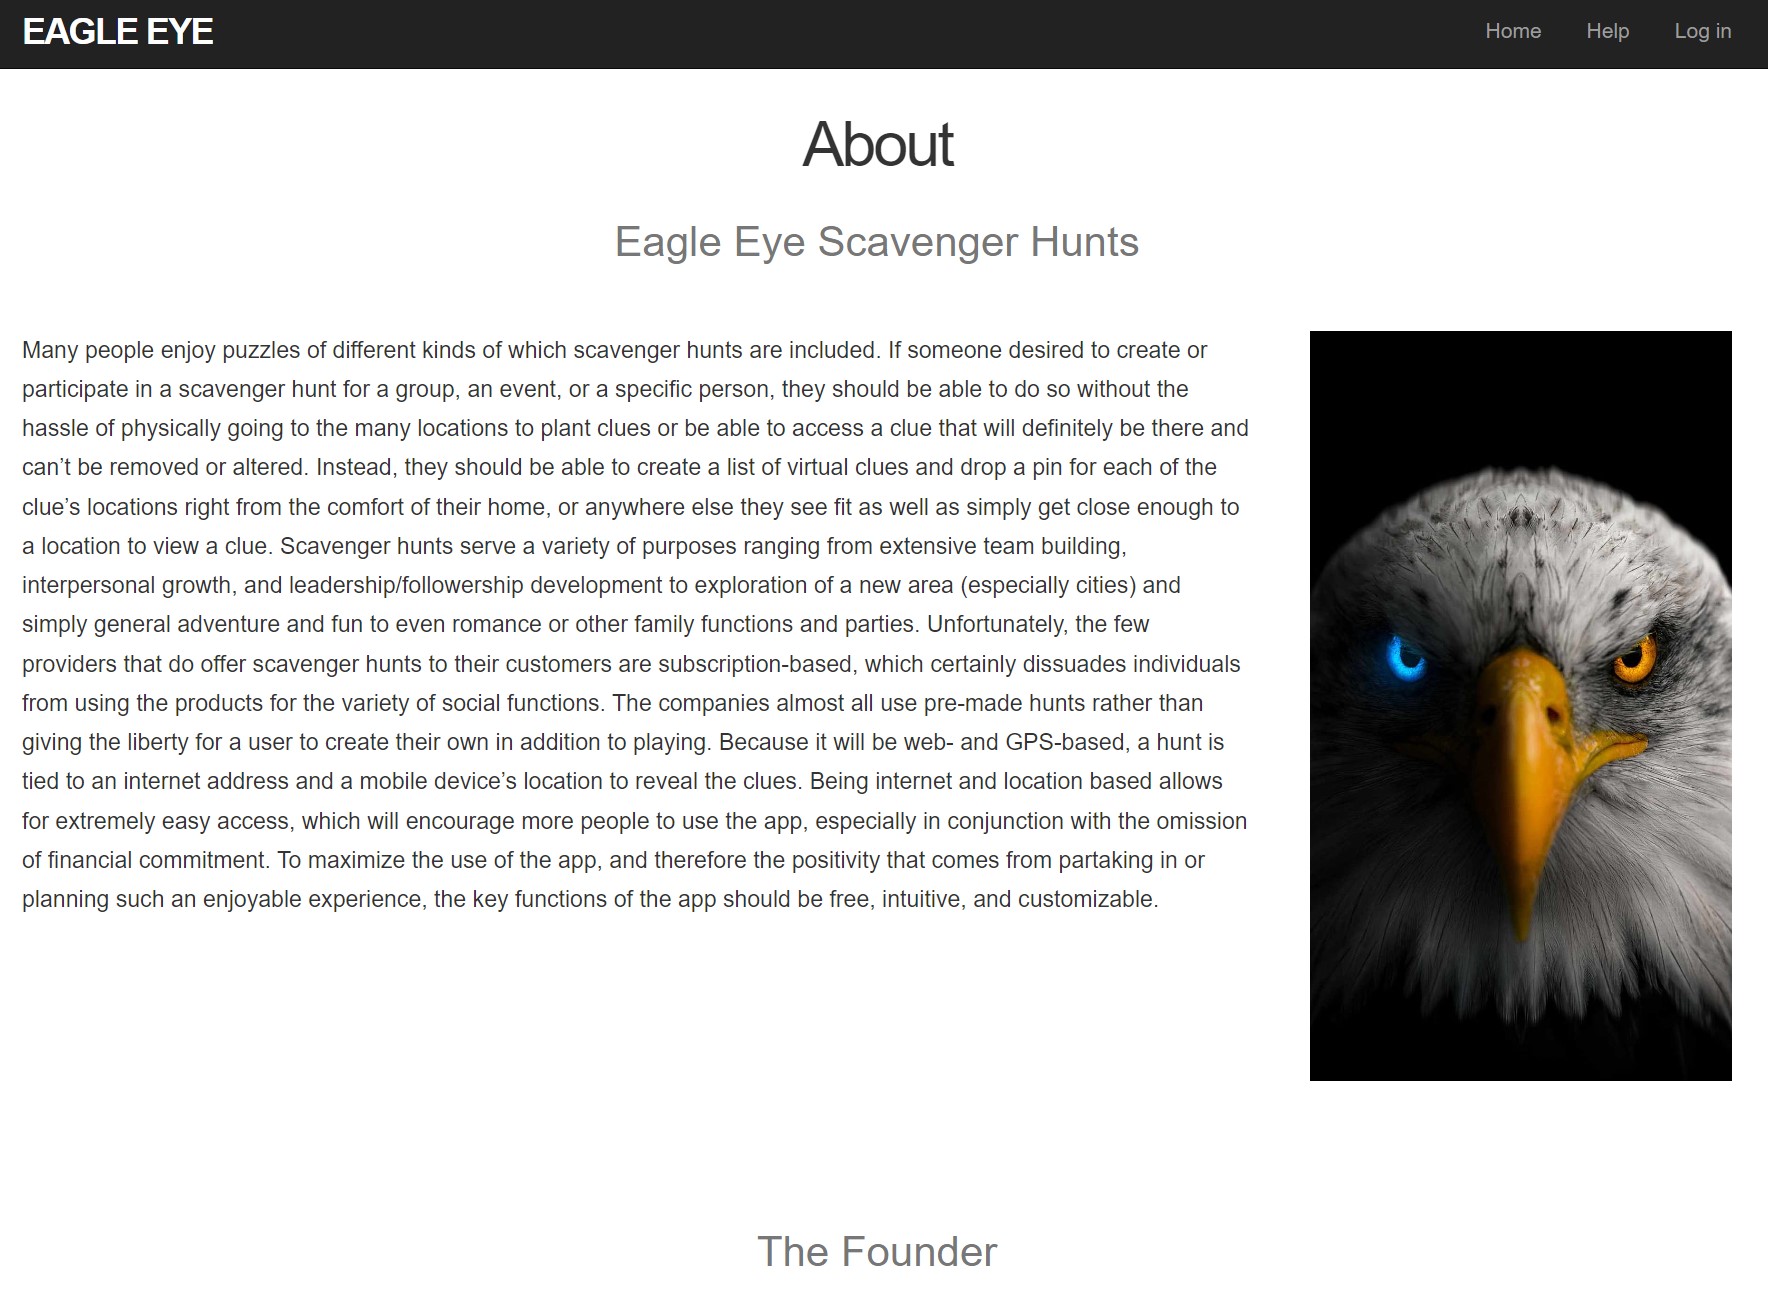 EAGLE EYE
Home Help Log in
About
Eagle Eye Scavenger Hunts
Many people enjoy puzzles of different kinds of which scavenger hunts are included. If someone desired to create or
participate in a scavenger hunt for a group, an event, or a specific person, they should be able to do so without the
hassle of physically going to the many locations to plant clues or be able to access a clue that will definitely be there and
can’t be removed or altered. Instead, they should be able to create a list of virtual clues and drop a pin for each of the
clue’s locations right from the comfort of their home, or anywhere else they see fit as well as simply get close enough to
a location to view a clue. Scavenger hunts serve a variety of purposes ranging from extensive team building,
interpersonal growth, and leadership/followership development to exploration of a new area (especially cities) and
simply general adventure and fun to even romance or other family functions and parties. Unfortunately, the few
providers that do offer scavenger hunts to their customers are subscription-based, which certainly dissuades individuals
from using the products for the variety of social functions. The companies almost all use pre-made hunts rather than
giving the liberty for a user to create their own in addition to playing. Because it will be web- and GPS-based, a hunt is
tied to an internet address and a mobile device’s location to reveal the clues. Being internet and location based allows
for extremely easy access, which will encourage more people to use the app, especially in conjunction with the omission
of financial commitment. To maximize the use of the app, and therefore the positivity that comes from partaking in or
planning such an enjoyable experience, the key functions of the app should be free, intuitive, and customizable.
The Founder